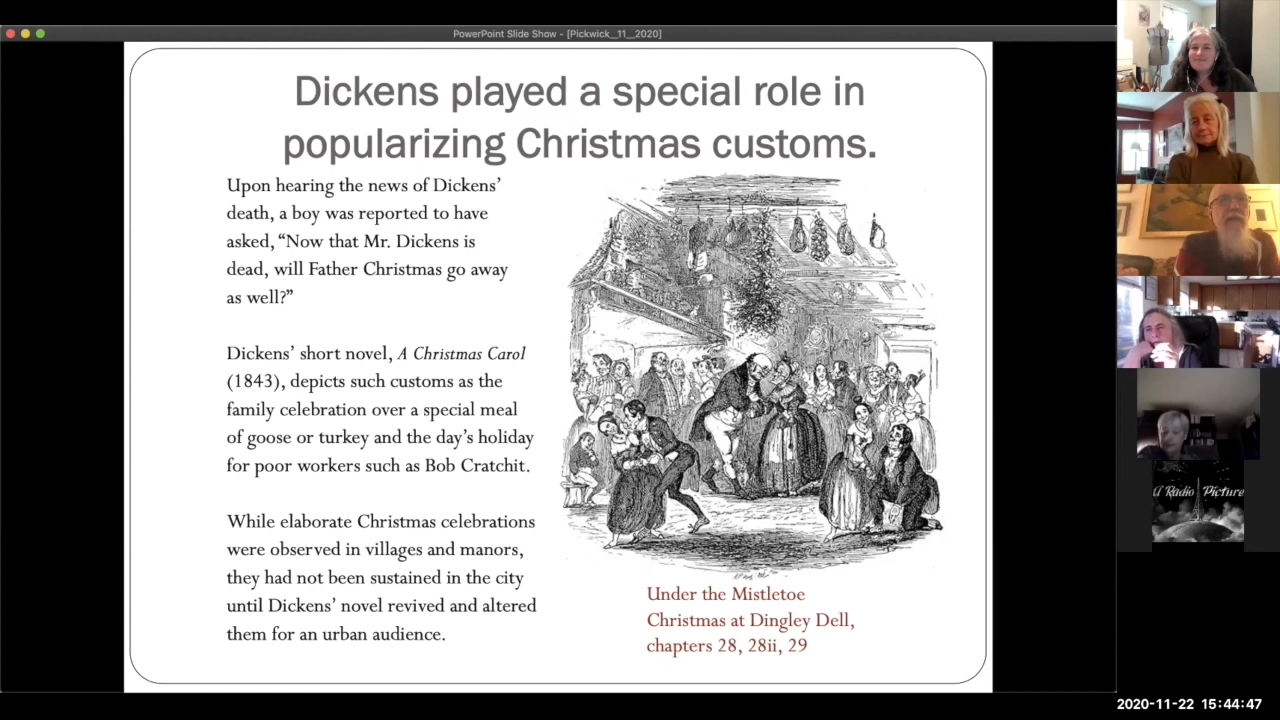 PowerPoint Slide Show - [Pickwick_11_2020]
Dickens played a special role in
popularizing Christmas customs.
Upon hearing the news of Dickens’
death, a boy was reported to have
asked, “Now that Mr. Dickens is
dead, will Father Christmas go away
as well?”
Dickens’ short novel, A Christmas Carol
(1843), depicts such customs as the
family celebration over a special meal
of goose or turkey and the day’s holiday
for poor workers such as Bob Cratchit.
While elaborate Christmas celebrations
were observed in villages and manors,
they had not been sustained in the city
until Dickens’ novel revived and altered
them for an urban audience.
Under the Mistletoe
Christmas at Dingley Dell,
chapters 28, 28ii, 29
A Radio Picture
2020-11-22 15:44:47